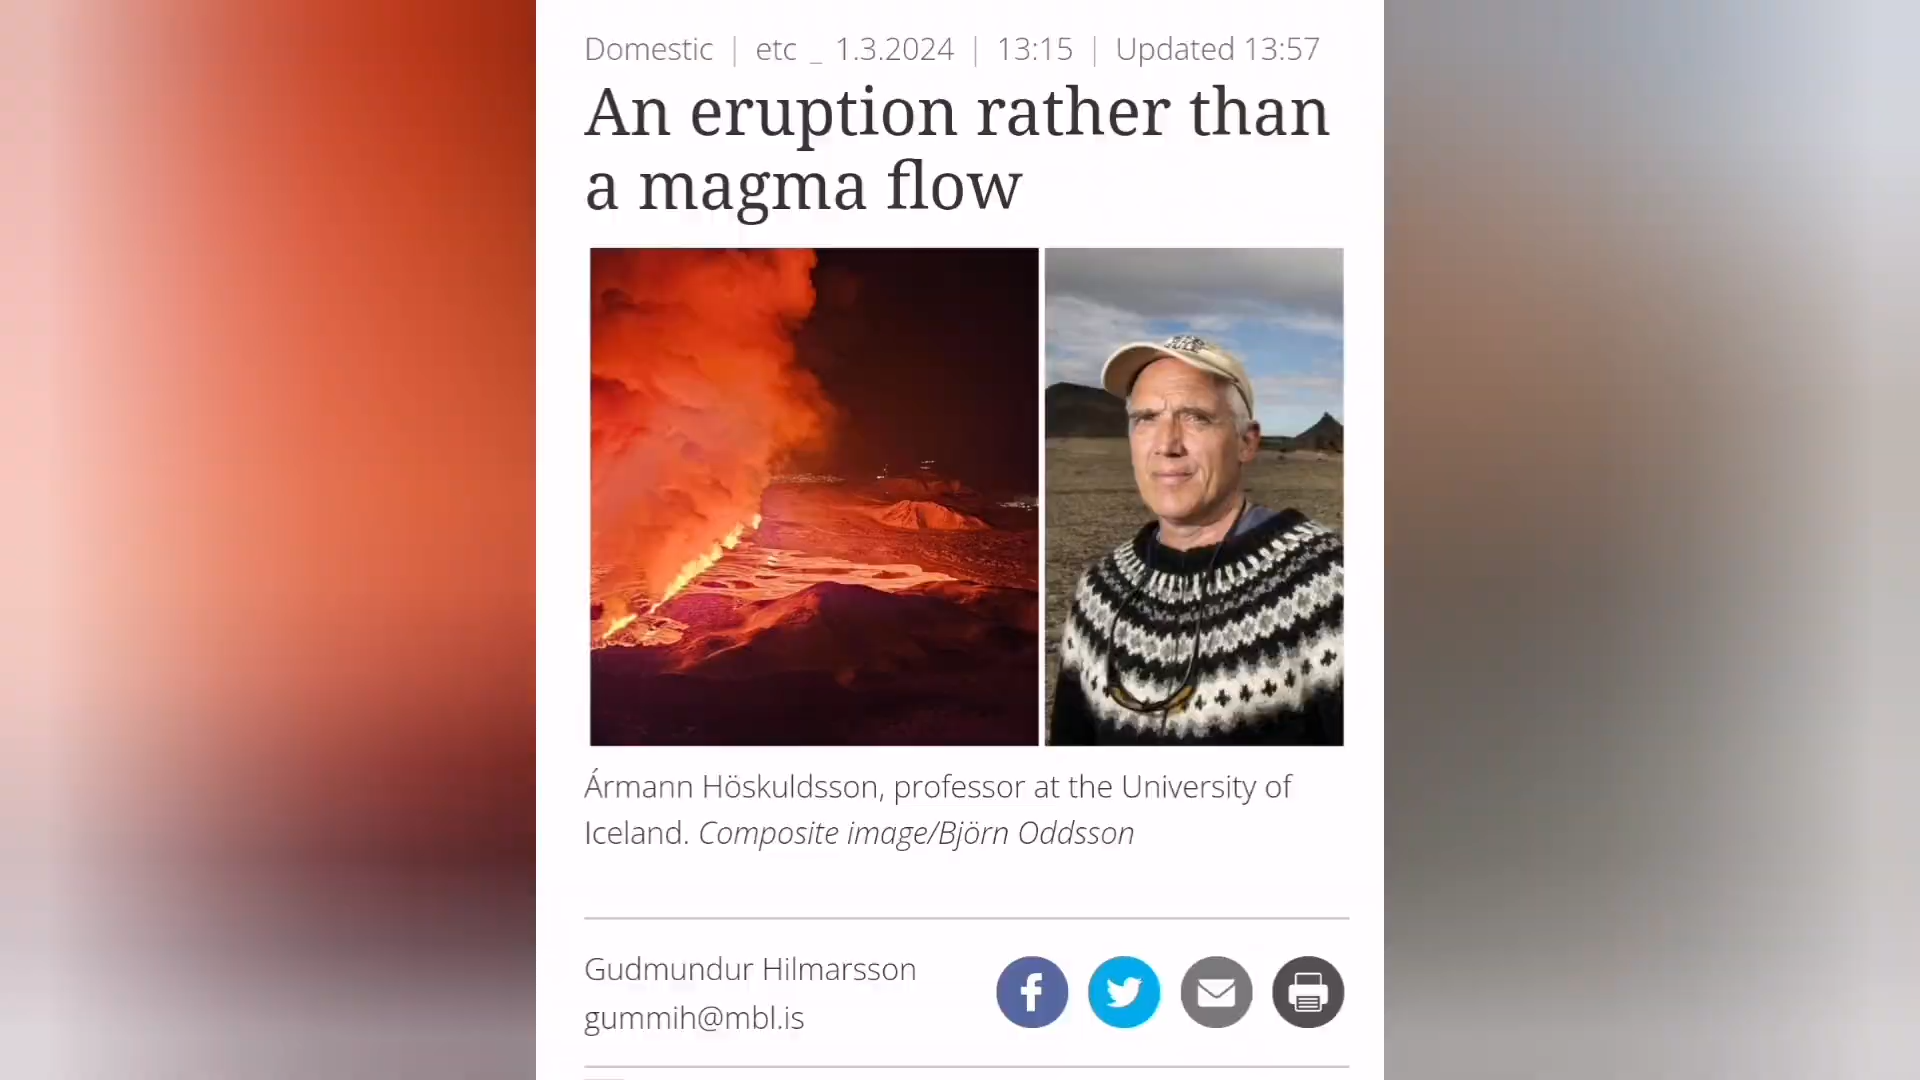 Domestic | etc _ 1.3.2024 | 13:15 | Updated 13:57
An eruption rather than
a magma flow
Ármann Höskuldsson, professor at the University of
Iceland. Composite image/Björn Oddsson
Gudmundur Hilmarsson
gummih@mbl.is